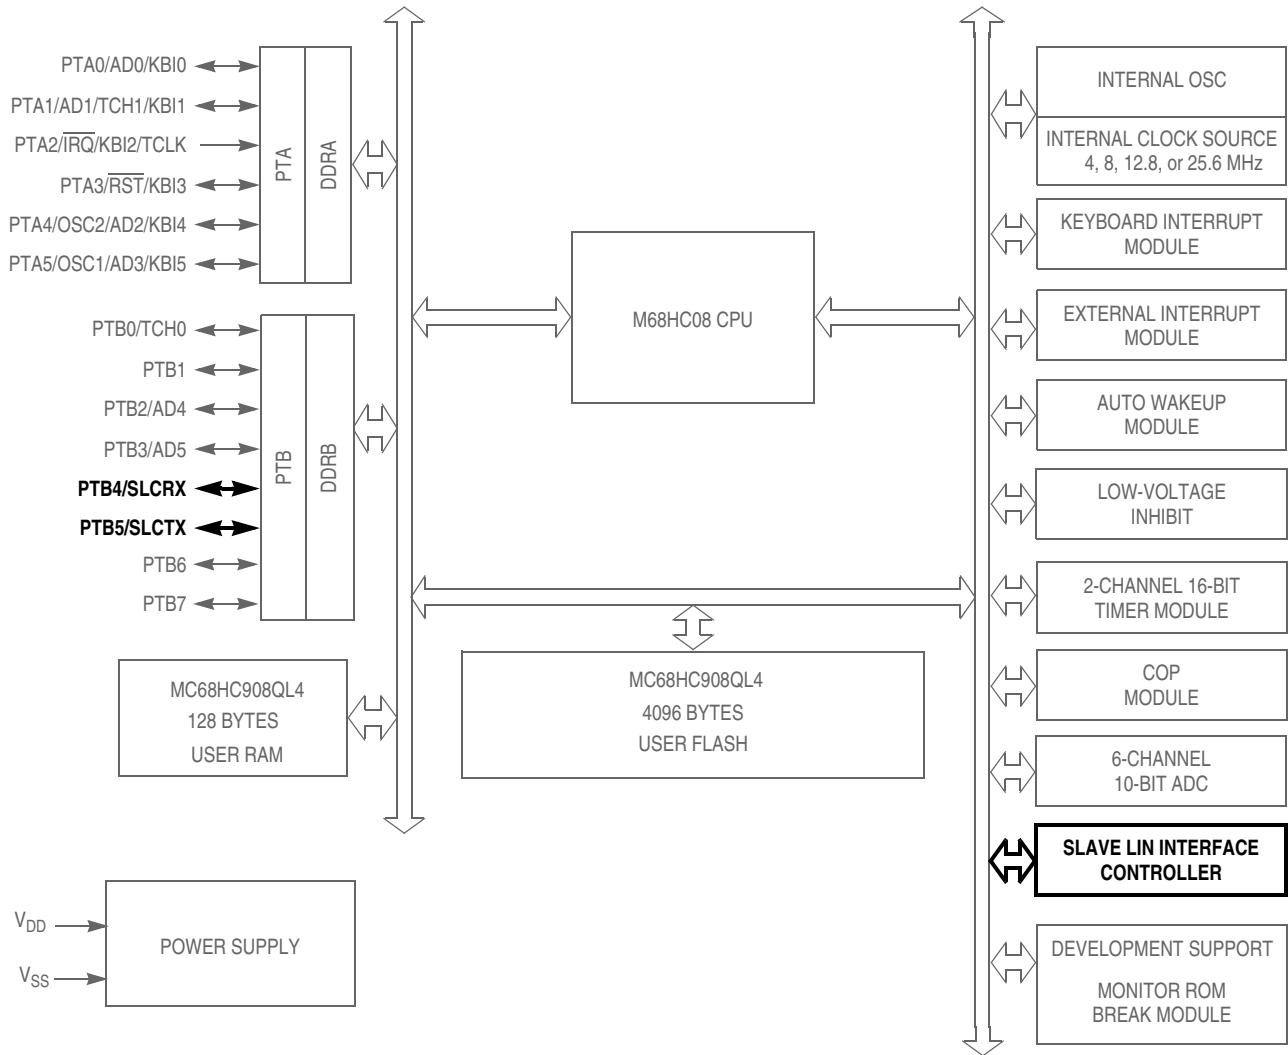 PTA0/AD0/KBI0
PTA1/AD1/TCH1/KBI1
PTA2/IRQ/KBI2/TCLK
PTA3/RST/KBI3
PTA4/OSC2/AD2/KBI4
PTA5/OSC1/AD3/KBI5
PTA
DDRA
PTB0/TCH0
PTB1
PTB2/AD4
PTB3/AD5
PTB4/SLCRX
PTB5/SLCTX
PTB6
PTB7
PTB
DDRB
MC68HC908QL4
128 BYTES
USER RAM
V_DD
V_SS
POWER SUPPLY
M68HC08 CPU
MC68HC908QL4
4096 BYTES
USER FLASH
INTERNAL OSC
INTERNAL CLOCK SOURCE
4, 8, 12.8, or 25.6 MHz
KEYBOARD INTERRUPT
MODULE
EXTERNAL INTERRUPT
MODULE
AUTO WAKEUP
MODULE
LOW-VOLTAGE
INHIBIT
2-CHANNEL 16-BIT
TIMER MODULE
COP
MODULE
6-CHANNEL
10-BIT ADC
SLAVE LIN INTERFACE
CONTROLLER
DEVELOPMENT SUPPORT
MONITOR ROM
BREAK MODULE